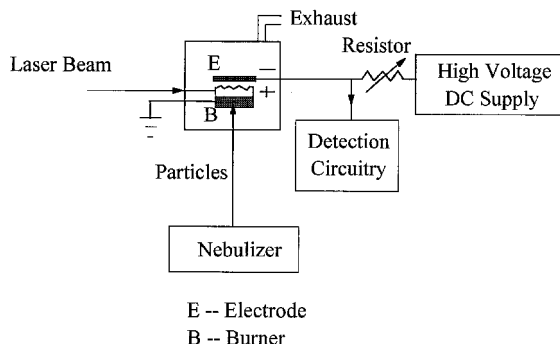 Exhaust
Resistor
E
−
Laser Beam
+
High Voltage
DC Supply
B
Detection
Circuitry
Particles
Nebulizer
E -- Electrode
B -- Burner